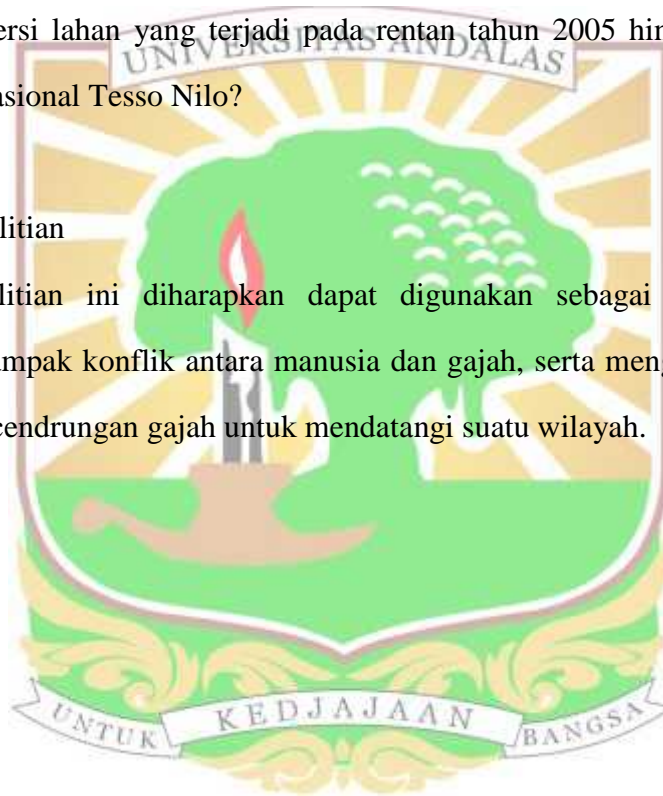 ersi lahan yang terjadi pada rentan tahun 2005 hin
UNIVERSITAS ANDALAS
asional Tesso Nilo?
litian
litian ini diharapkan dapat digunakan sebagai
ampak konflik antara manusia dan gajah, serta meng
cendrungan gajah untuk mendatangi suatu wilayah.
UNTUK KEDJAJAAN BANGSA